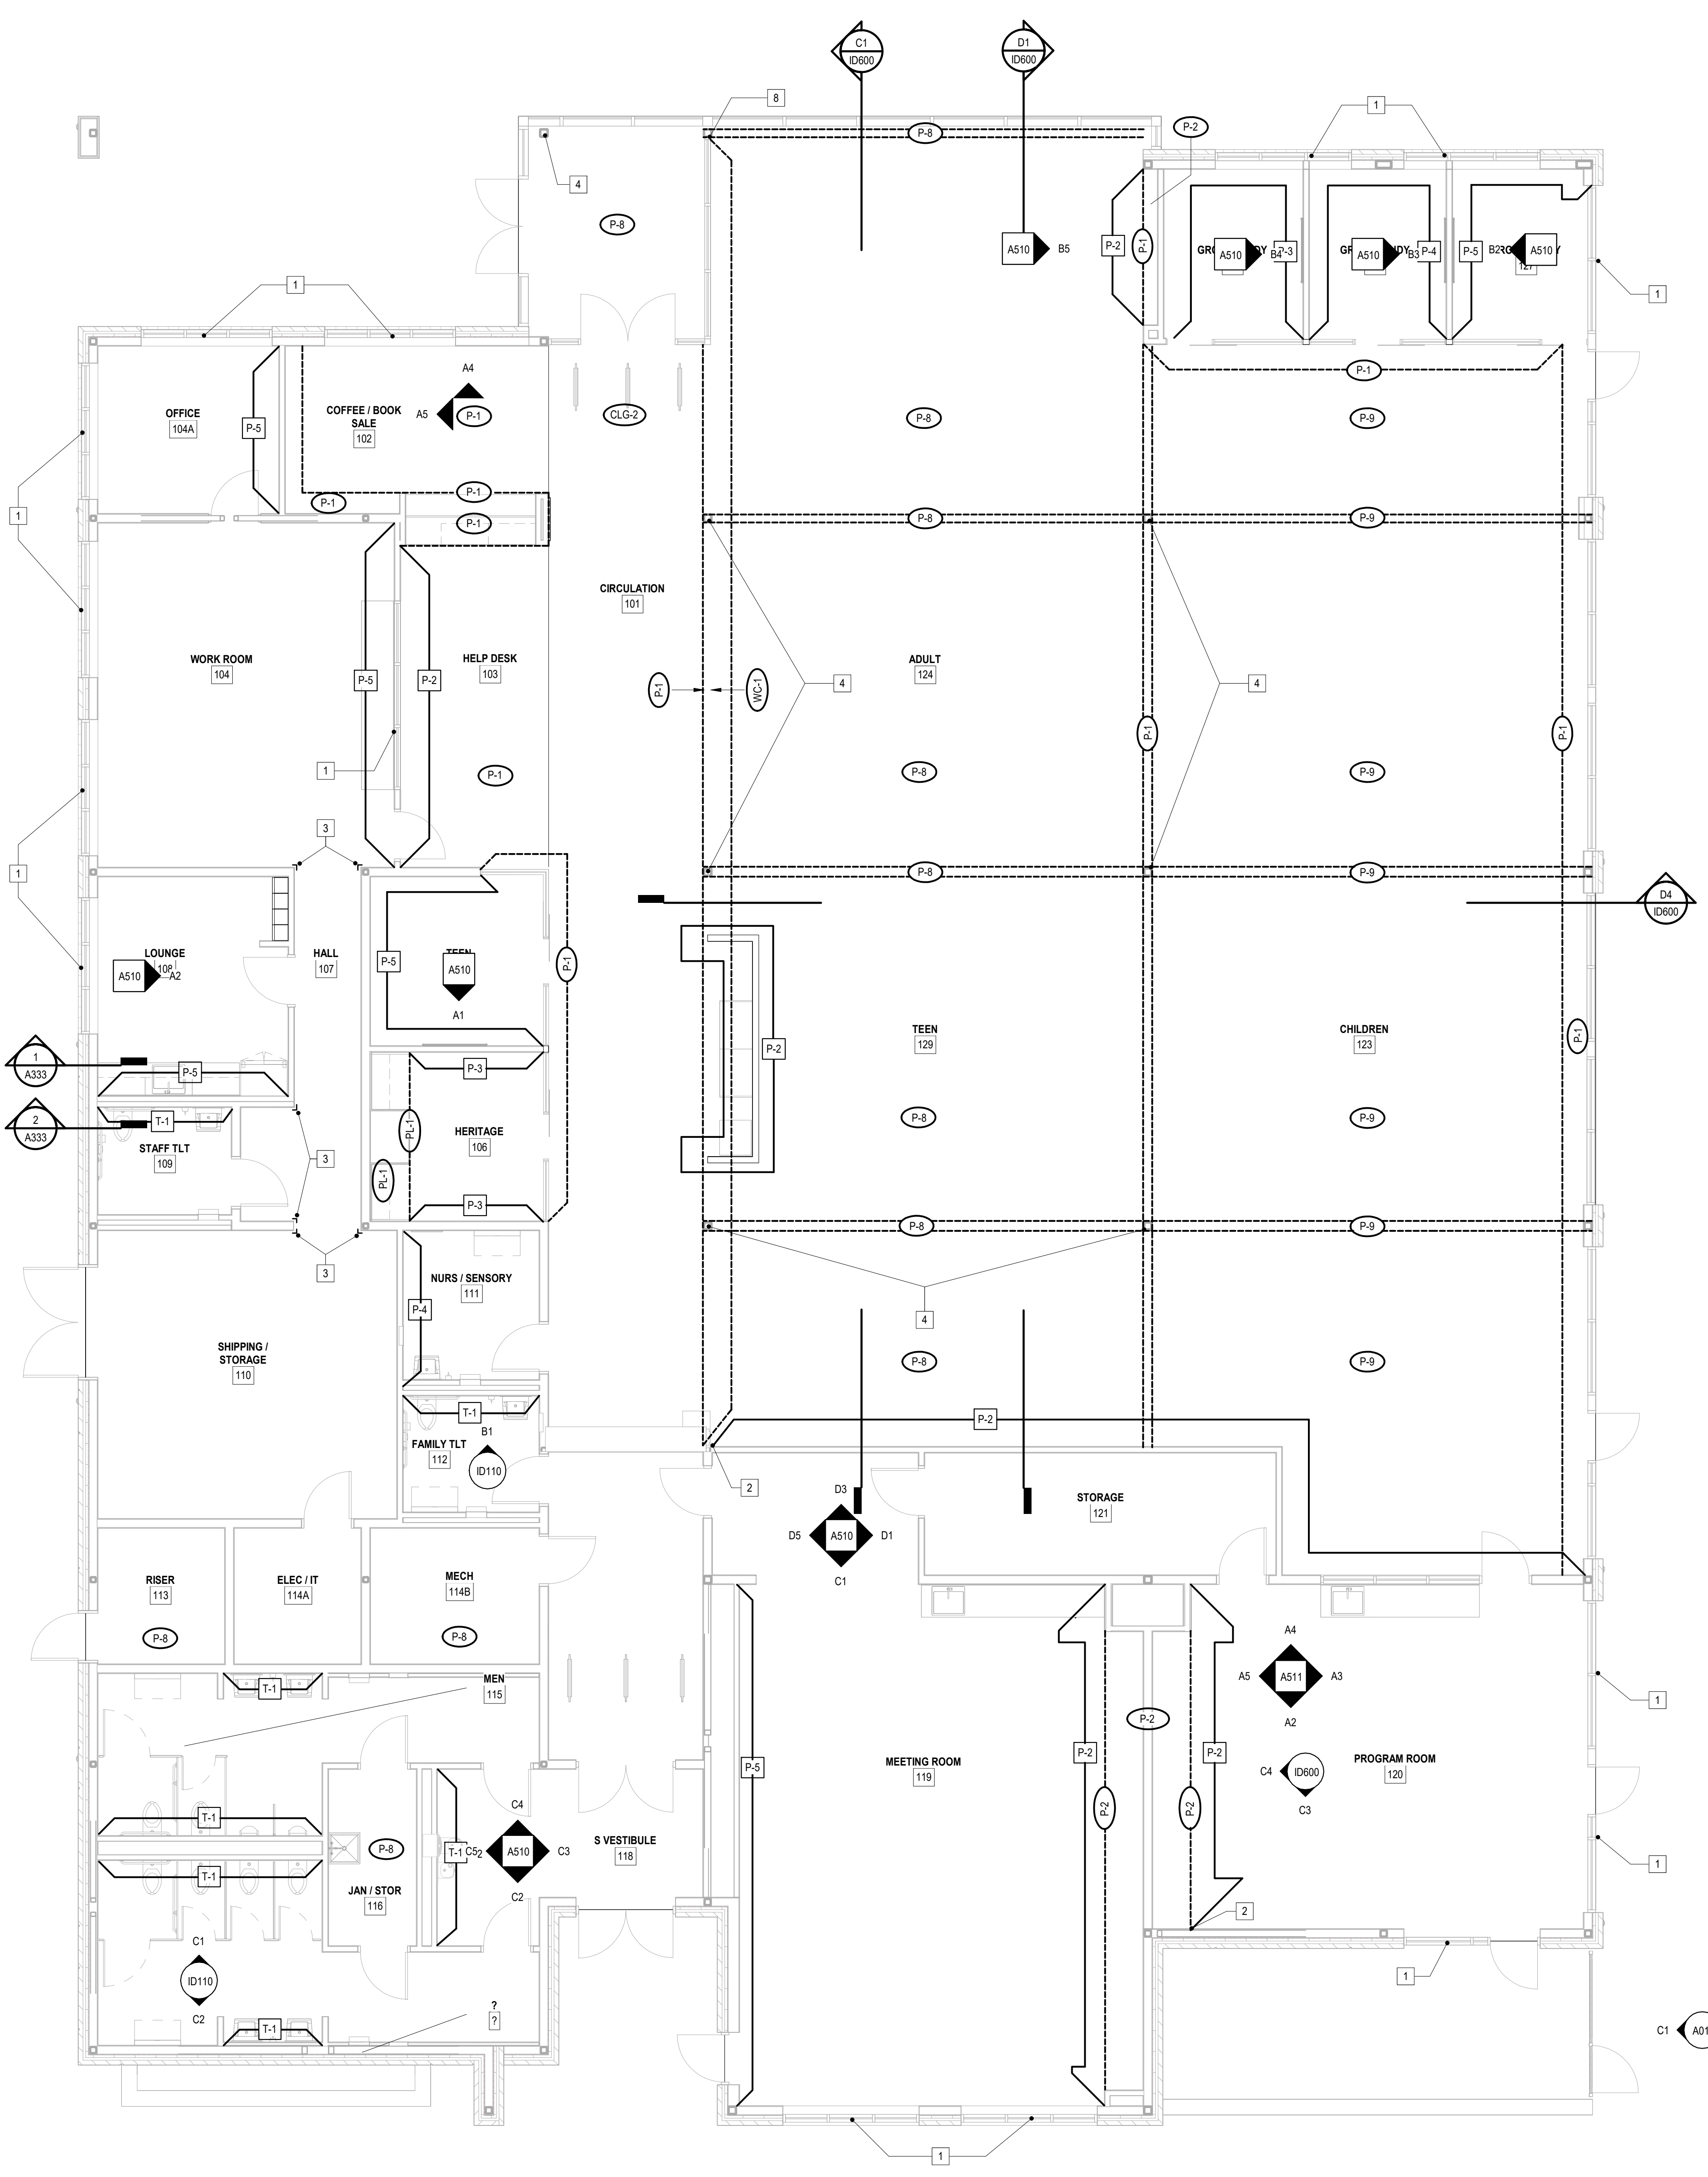 C1
ID600
D1
ID600
8
1
P-8
P-2
4
P-8
A510
B5
P-2
P-1
A510
B4
P-3
A510
B3
P-4
P-5
B2
A510
127
1
1
A4
A5
P-1
OFFICE
104A
P-5
COFFEE / BOOK
SALE
102
CLG-2
P-8
P-1
P-9
P-1
P-1
P-1
P-8
P-9
1
CIRCULATION
101
WORK ROOM
104
P-5
P-2
HELP DESK
103
P-1
WC-1
4
ADULT
124
4
P-1
P-1
1
P-1
P-8
P-9
3
1
P-8
P-9
D4
ID600
LOUNGE
108
A510
A2
HALL
107
P-5
TEEN
A510
A1
P-1
TEEN
129
CHILDREN
123
P-1
1
A333
P-5
P-3
P-2
2
A333
T-1
STAFF TLT
109
PL-1
HERITAGE
106
P-8
P-9
3
PL-1
P-3
P-8
P-9
3
NURS / SENSORY
111
P-4
4
SHIPPING /
STORAGE
110
P-8
P-9
T-1
B1
FAMILY TLT
112
ID110
P-2
2
D3
D5
A510
D1
C1
STORAGE
121
RISER
113
ELEC / IT
114A
MECH
114B
P-8
P-8
A4
A5
A511
A3
A2
1
MEN
115
T-1
P-2
P-5
MEETING ROOM
119
P-2
P-2
C4
ID600
C3
PROGRAM ROOM
120
T-1
C4
P-2
P-2
P-8
T-1
C5
A510
C3
C2
S VESTIBULE
118
1
T-1
JAN / STOR
116
2
C1
ID110
C2
1
?
?
T-1
C1
A01
1